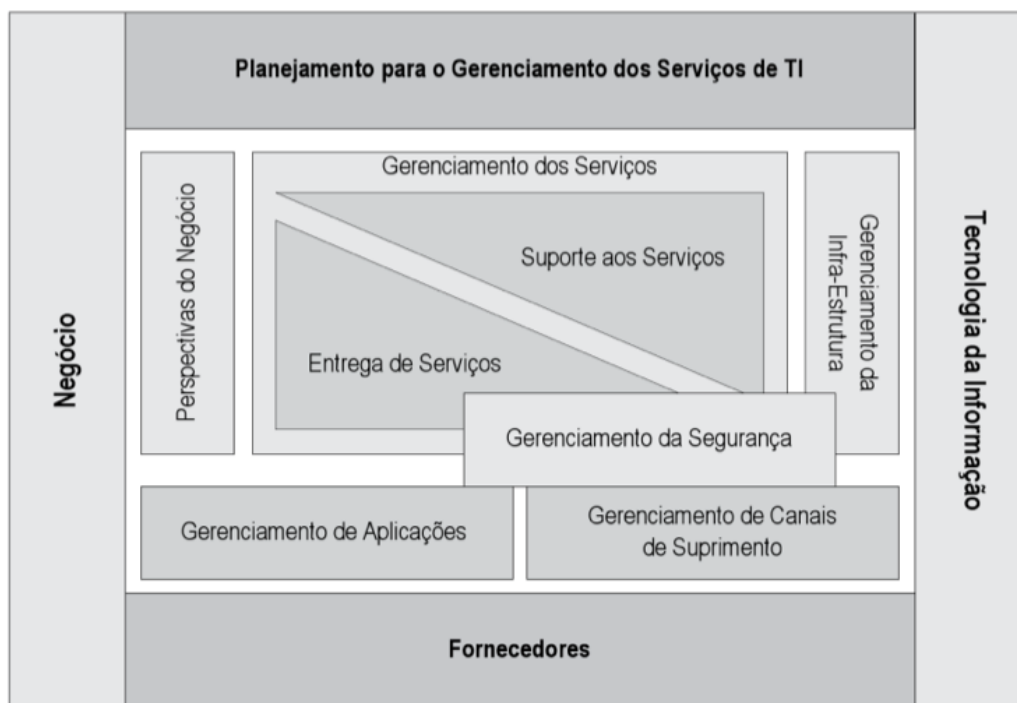 Planejamento para o Gerenciamento dos Serviços de TI
Negócio
Perspectivas do Negócio
Gerenciamento dos Serviços
Suporte aos Serviços
Entrega de Serviços
Gerenciamento da
Infra-Estrutura
Tecnologia da Informação
Gerenciamento da Segurança
Gerenciamento de Aplicações
Gerenciamento de Canais
de Suprimento
Fornecedores